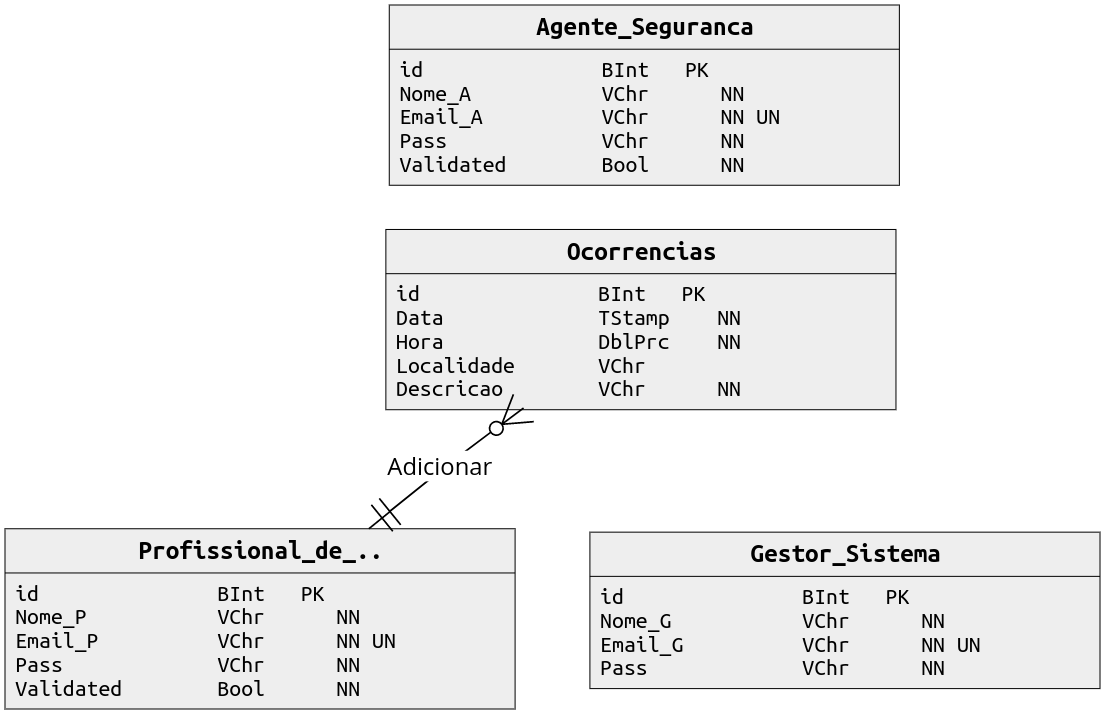 Agente_Seguranca
id BInt PK
Nome_A VChr NN
Email_A VChr NN UN
Pass VChr NN
Validated Bool NN
Ocorrencias
id BInt PK
Data TStamp NN
Hora DblPrc NN
Localidade VChr
Descricao VChr NN
Adicionar
Profissional_de_..
id BInt PK
Nome_P VChr NN
Email_P VChr NN UN
Pass VChr NN
Validated Bool NN
Gestor_Sistema
id BInt PK
Nome_G VChr NN
Email_G VChr NN UN
Pass VChr NN